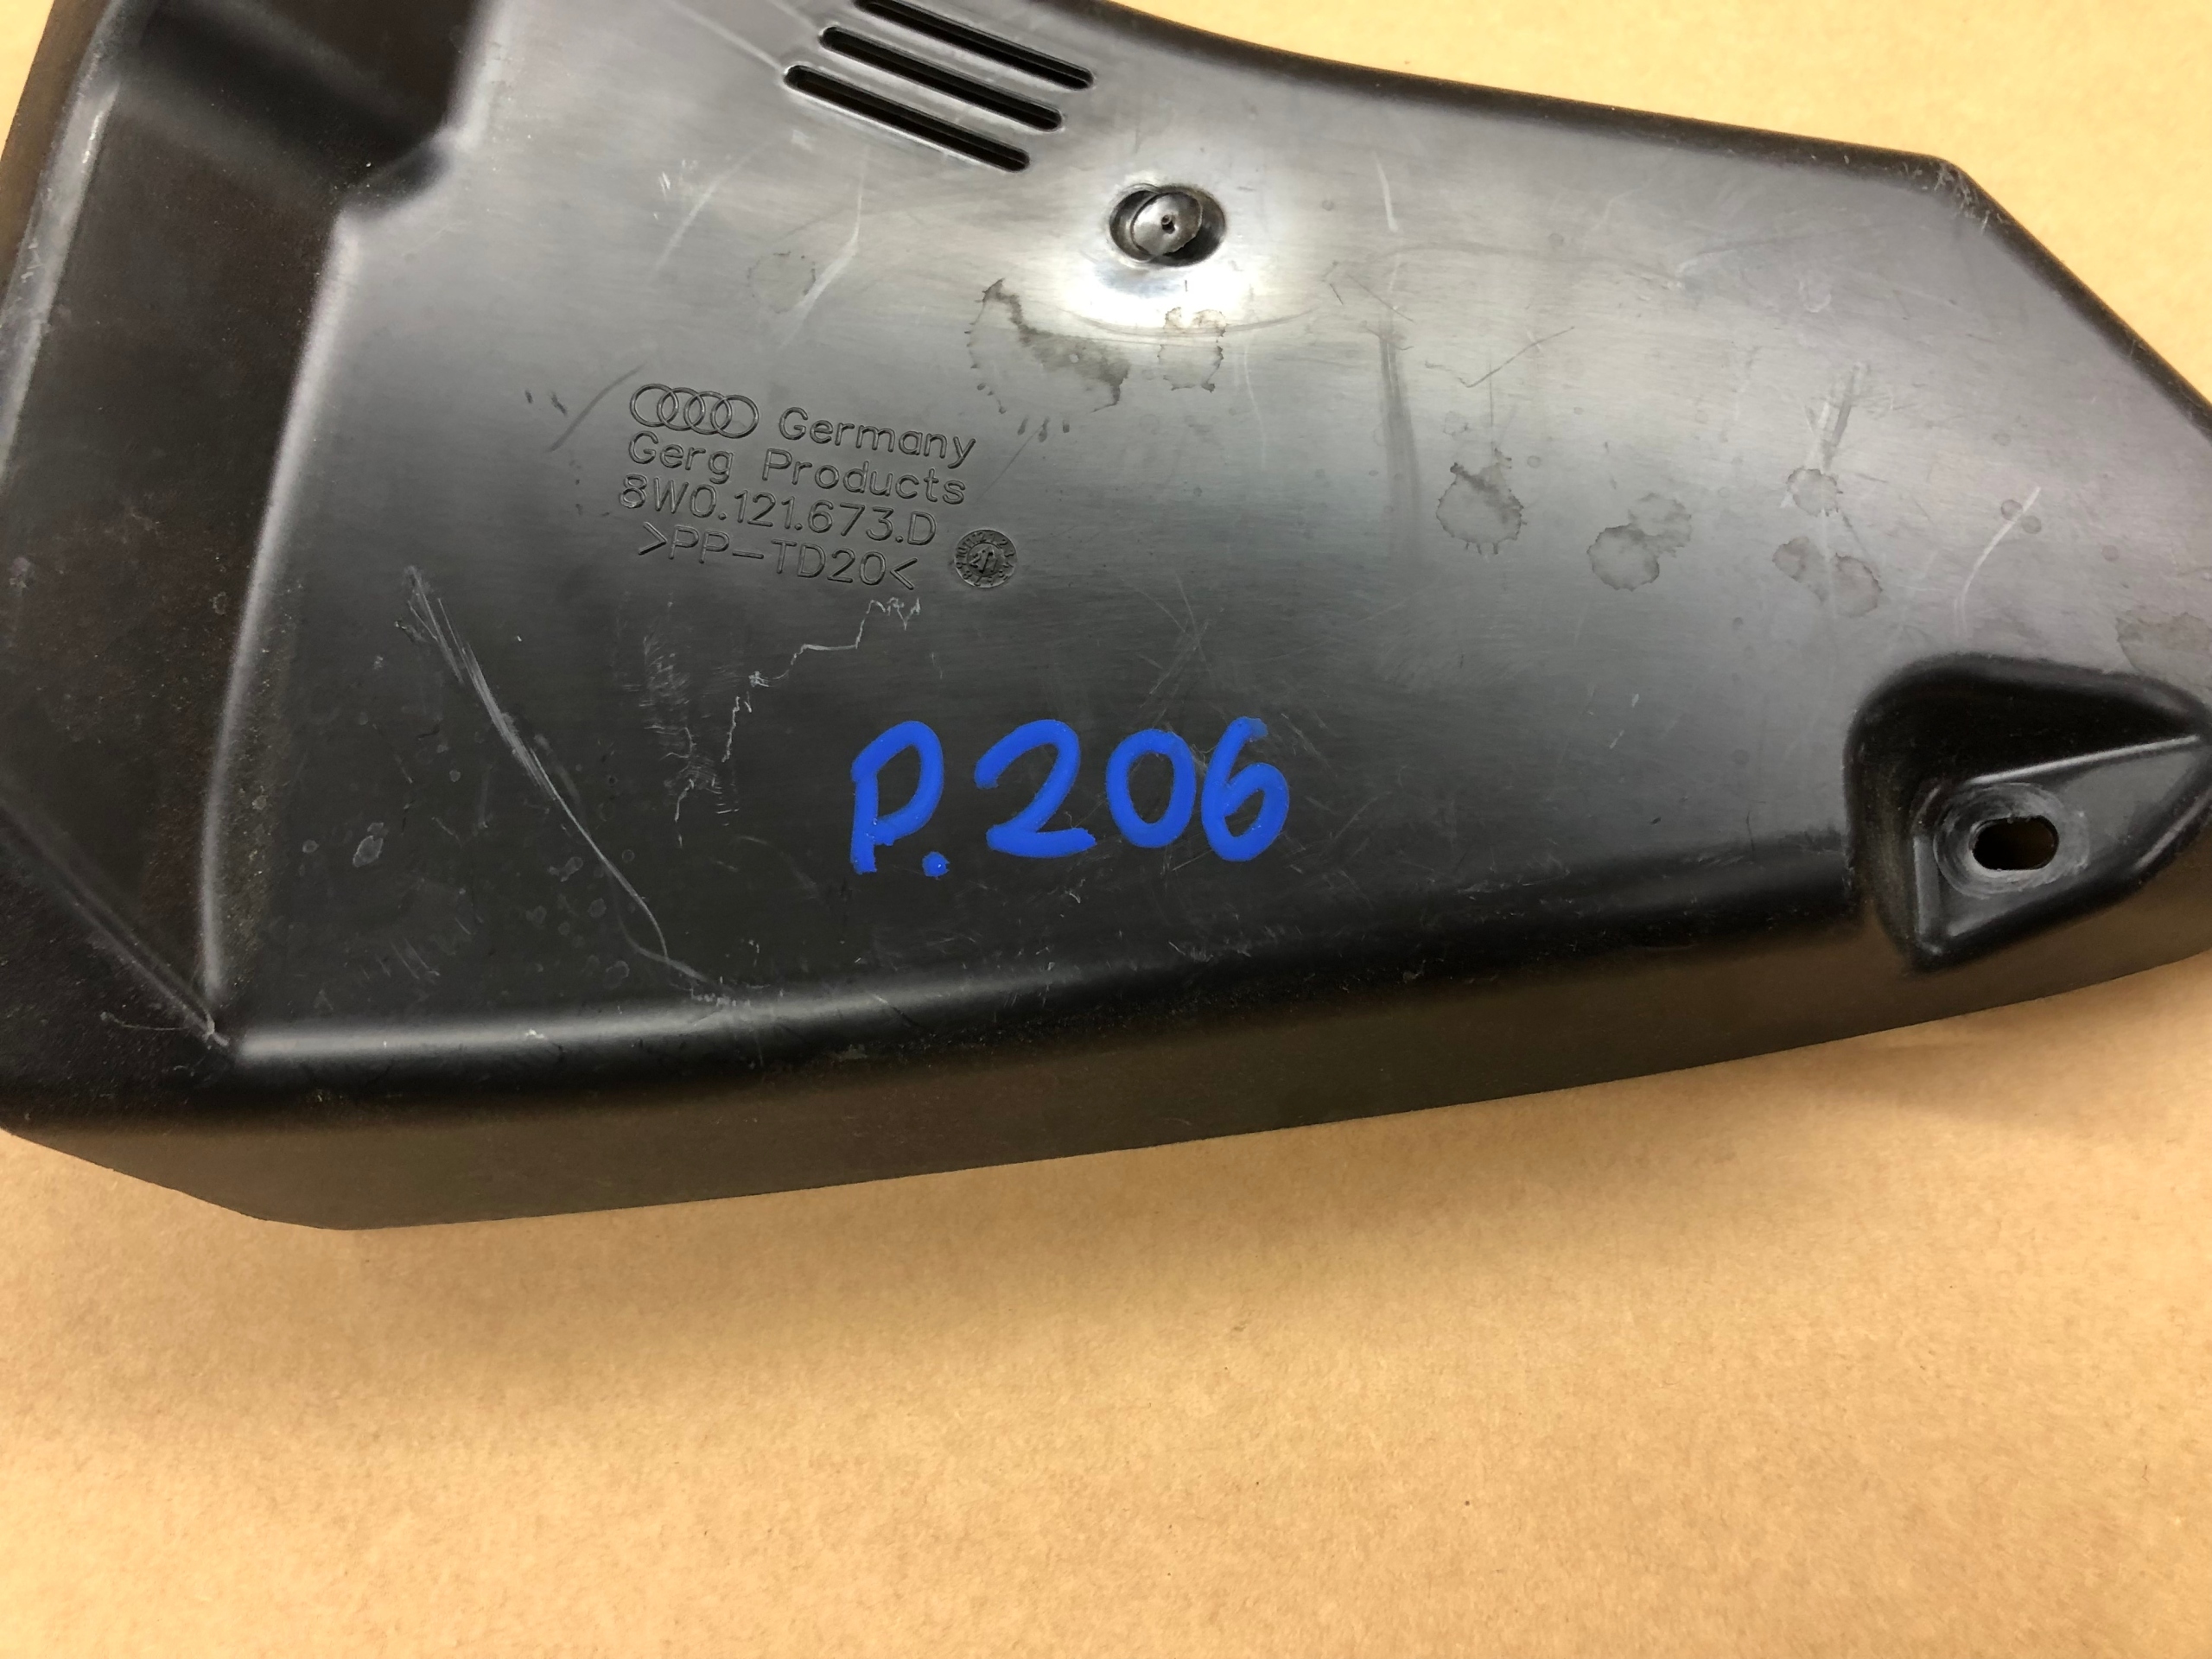 Germany
Gerg Products
8W0.121.673.D
>PP-TD20<
P.206